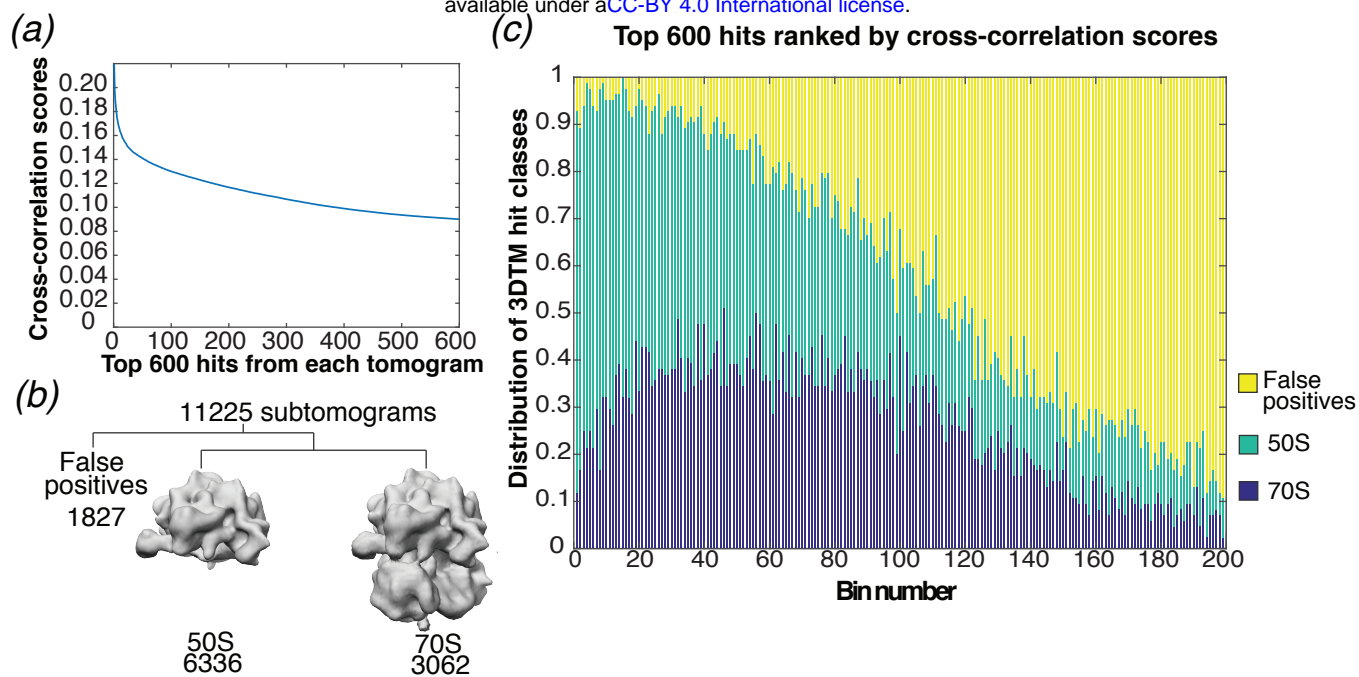 available under aCC-BY 4.0 International license.
(a)
Cross-correlation scores
0.20
0.18
0.16
0.14
0.12
0.10
0.08
0.06
0.04
0.02
0
0 100 200 300 400 500 600
Top 600 hits from each tomogram
(b)
11225 subtomograms
False
positives
1827
50S
6336
70S
3062
(c)
Top 600 hits ranked by cross-correlation scores
Distribution of 3DTM hit classes
1
0.9
0.8
0.7
0.6
0.5
0.4
0.3
0.2
0.1
0
0 20 40 60 80 100 120 140 160 180 200
Bin number
False
positives
50S
70S